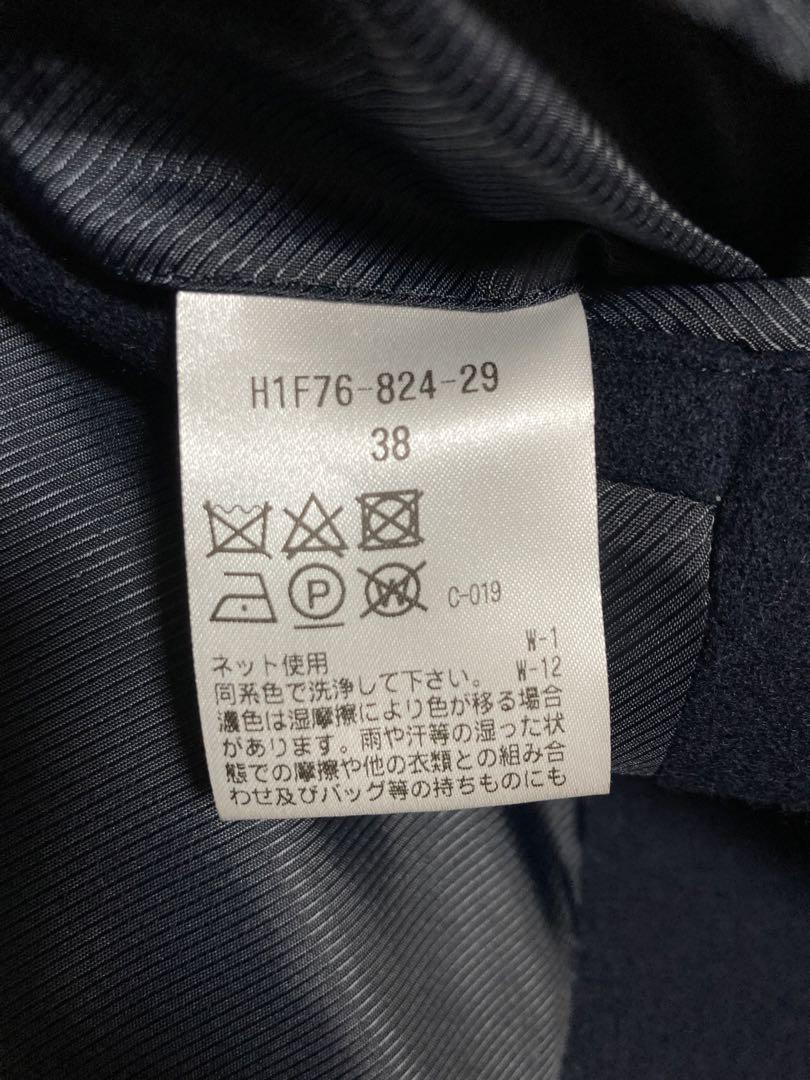 H1F76-824-29
38
P W C-019
W-1
ネット使用 W-12
同系色で洗浄して下さい。
濃色は湿摩擦により色が移る場合
があります。雨や汗等の湿った状
態での摩擦や他の衣類との組み合
わせ及びバッグ等の持ちものにも